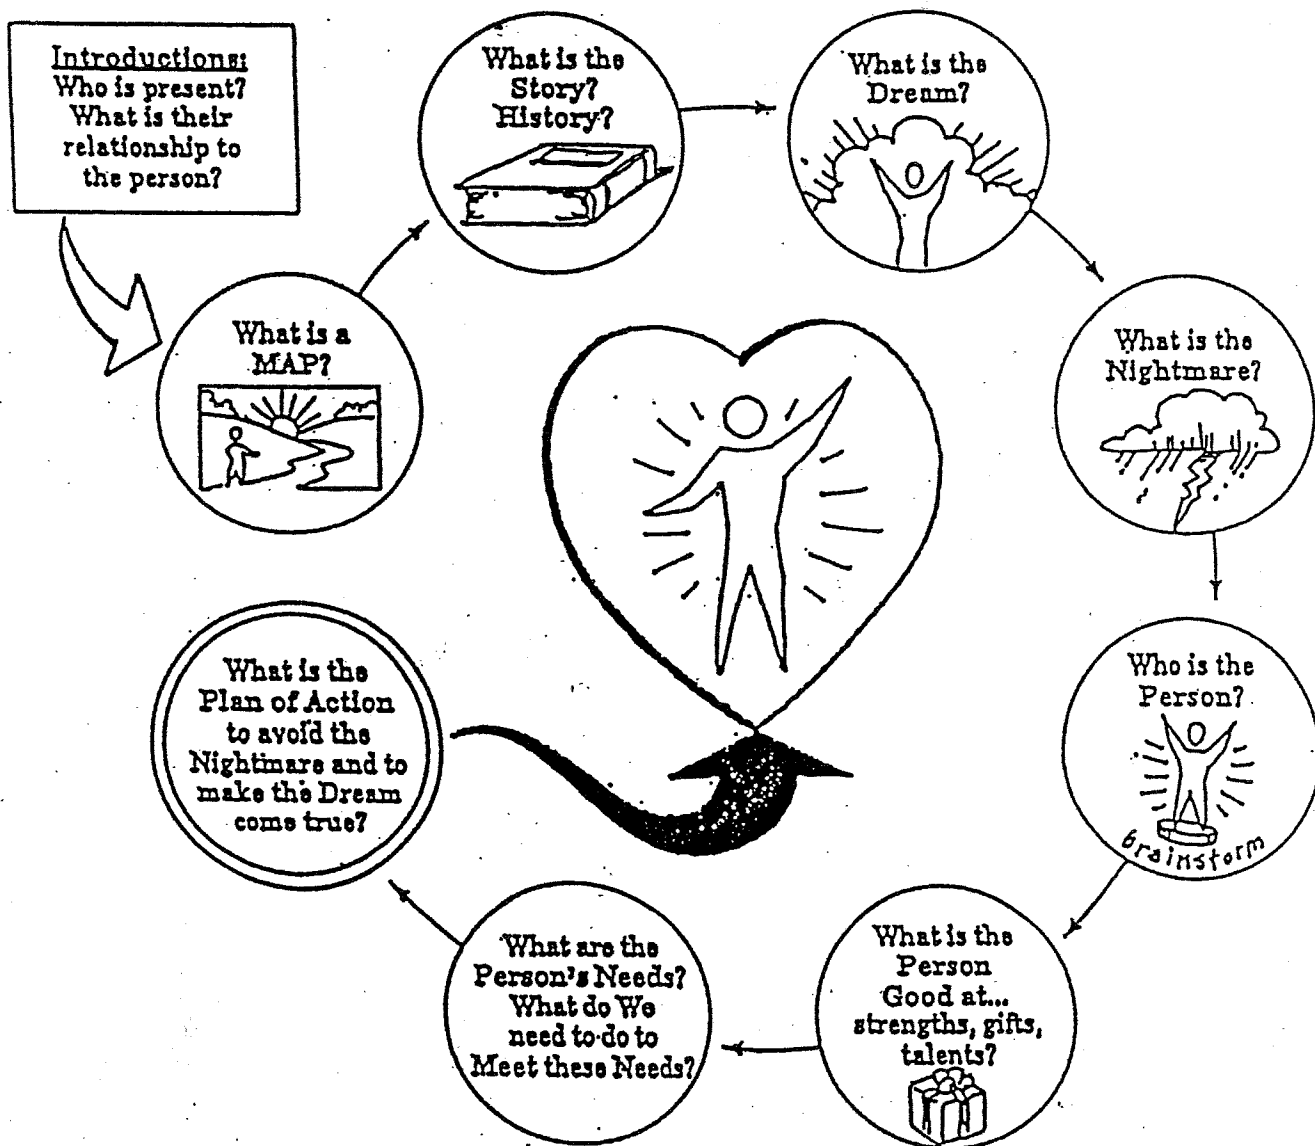 Introductions:
Who is present?
What is their
relationship to
the person?
What is a
MAP?
What is the
Story?
History?
What is the
Dream?
What is the
Nightmare?
Who is the
Person?
brainstorm
What is the
Person
Good at...
strengths, gifts,
talents?
What are the
Person's Needs?
What do We
need to do to
Meet these Needs?
What is the
Plan of Action
to avoid the
Nightmare and to
make the Dream
come true?